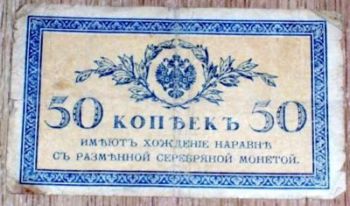 50 КОПѢЕКЪ 50
ИМѢЮТЪ ХОЖДЕНІЕ НАРАВНѢ
СЪ РАЗМѢННОЙ СЕРЕБРЯНОЙ МОНЕТОЙ.